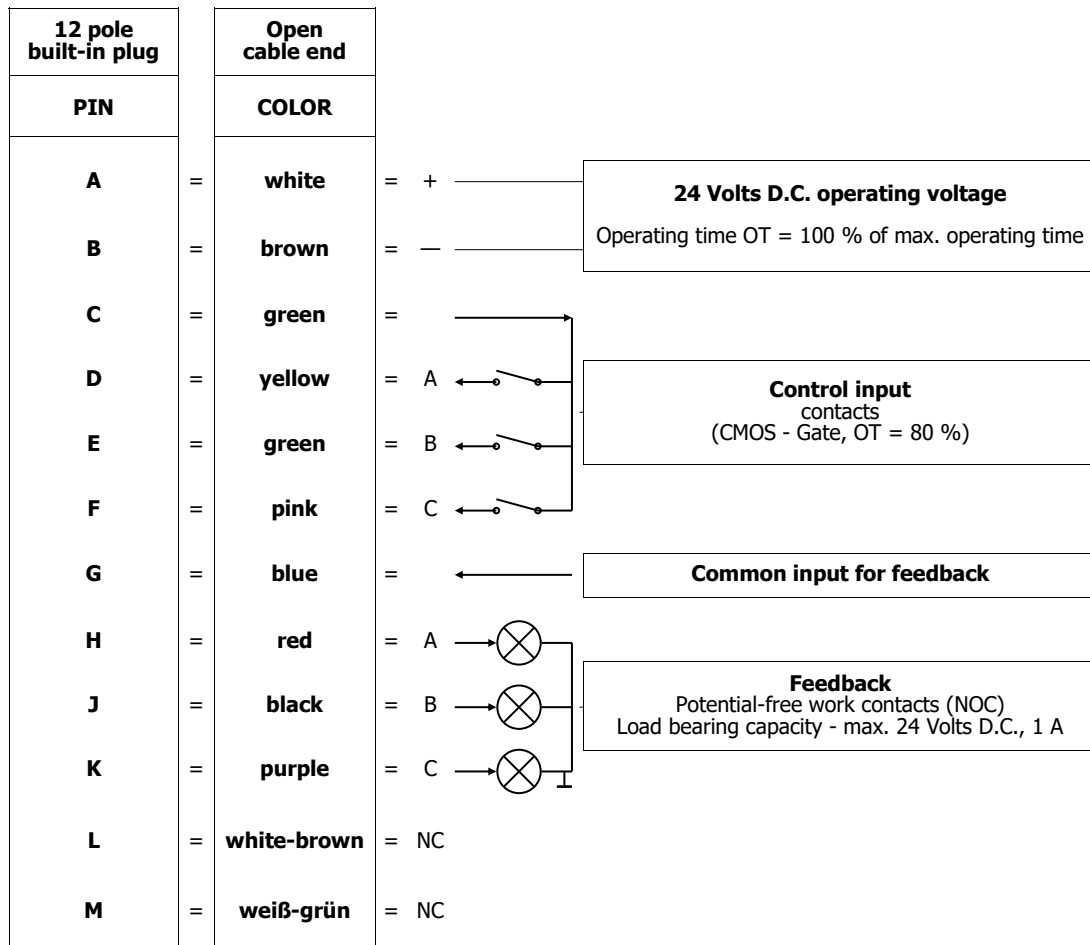 12 pole
built-in plug
Open
cable end
PIN
COLOR
A = white = +
24 Volts D.C. operating voltage
Operating time OT = 100 % of max. operating time
B = brown = —
C = green =
D = yellow = A
Control input
contacts
(CMOS - Gate, OT = 80 %)
E = green = B
F = pink = C
G = blue =
Common input for feedback
H = red = A
Feedback
Potential-free work contacts (NOC)
Load bearing capacity - max. 24 Volts D.C., 1 A
J = black = B
K = purple = C
L = white-brown = NC
M = weiß-grün = NC